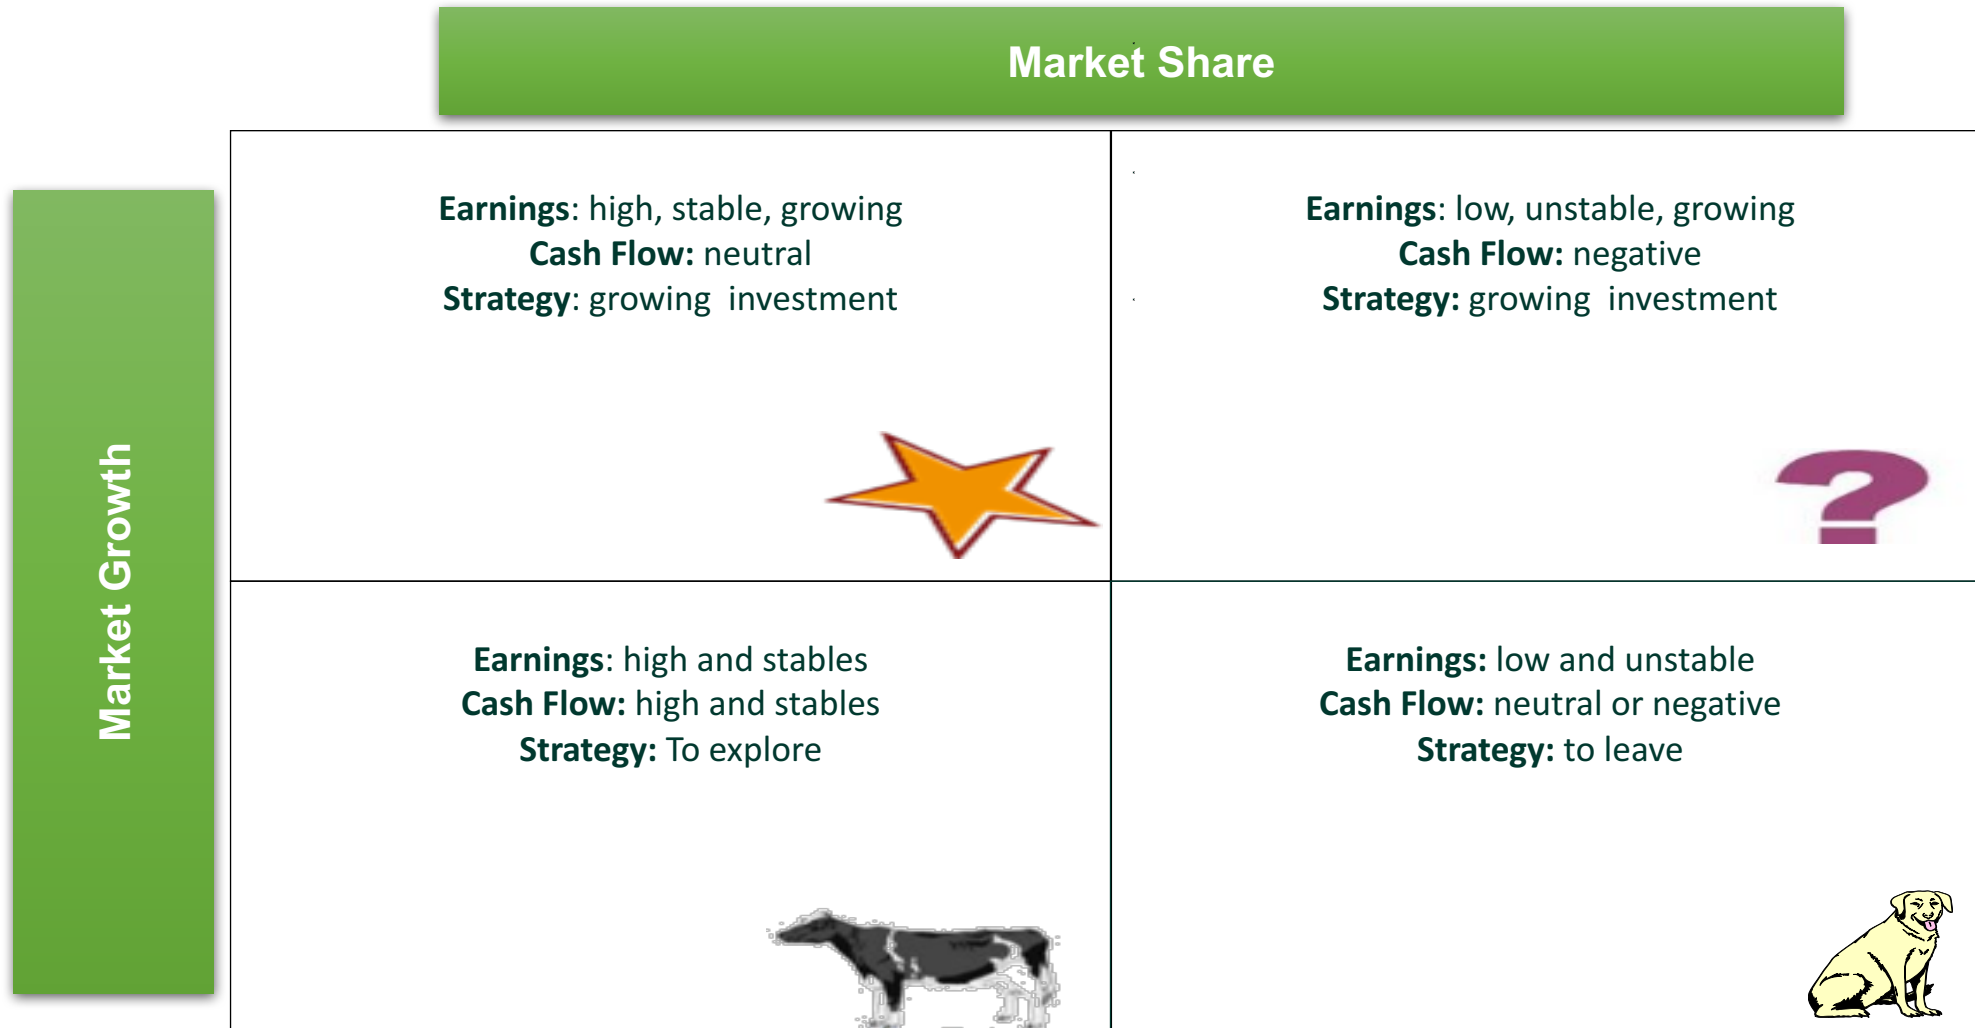 Market Share
Market Growth
Earnings: high, stable, growing
Cash Flow: neutral
Strategy: growing  investment
Earnings: low, unstable, growing
Cash Flow: negative
Strategy: growing  investment
?
Earnings: high and stables
Cash Flow: high and stables
Strategy: To explore
Earnings: low and unstable
Cash Flow: neutral or negative
Strategy: to leave